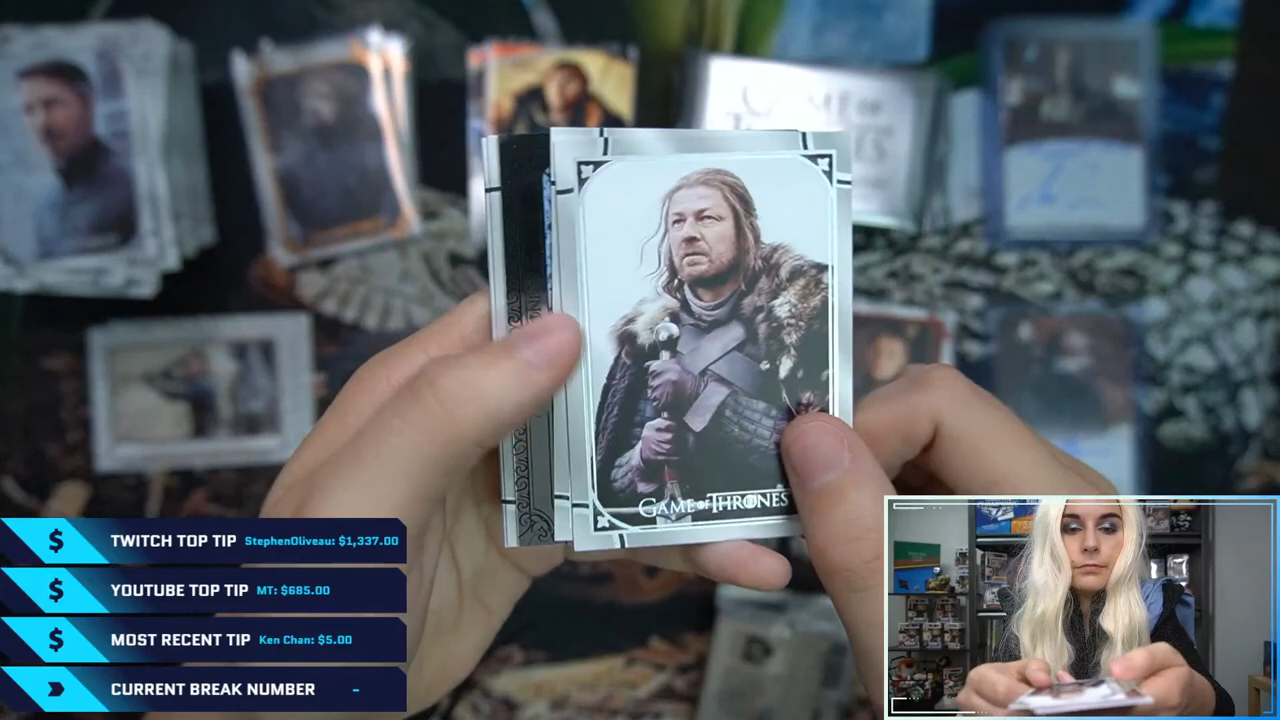 GAME OF THRONES
$ TWITCH TOP TIP StephenOliveau: $1,337.00
$ YOUTUBE TOP TIP MT: $685.00
$ MOST RECENT TIP Ken Chan: $5.00
CURRENT BREAK NUMBER -